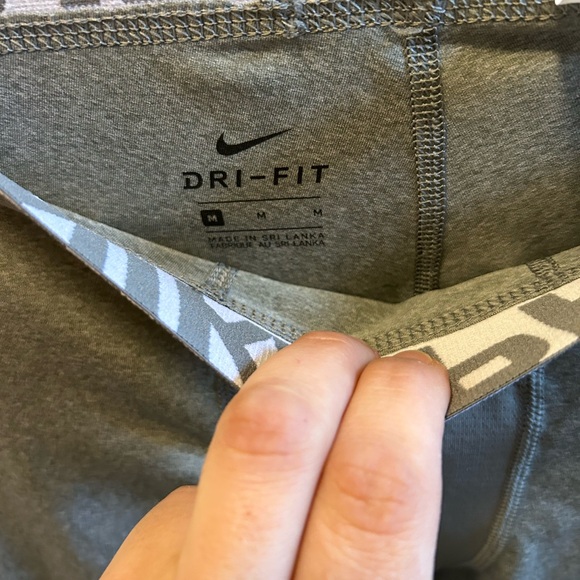 DRI-FIT
M M M
MADE IN SRI LANKA
FABRIQUÉ AU SRI LANKA